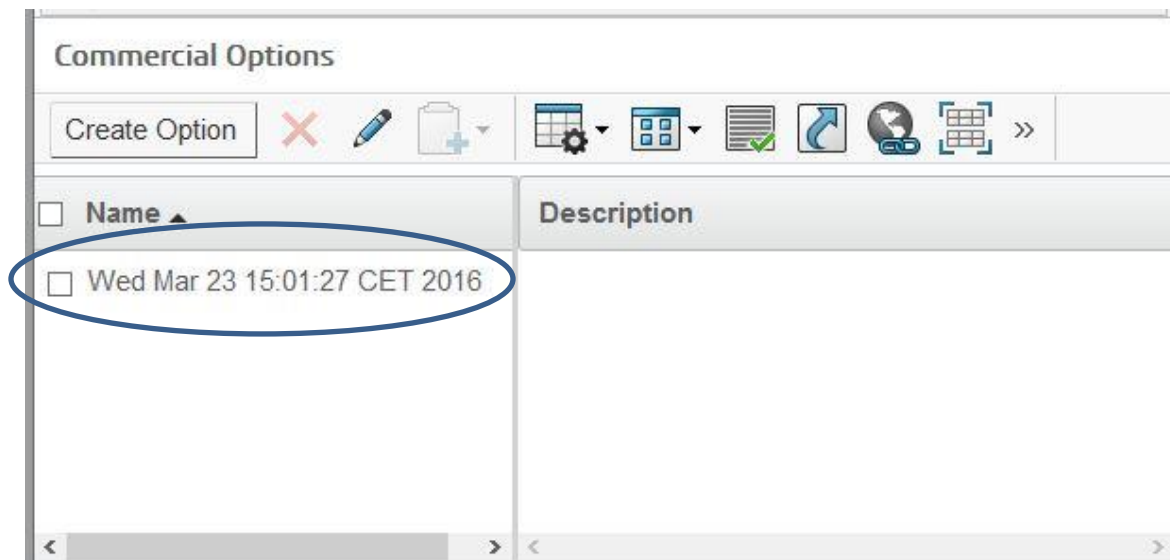 Commercial Options
Create Option
Name Description
Wed Mar 23 15:01:27 CET 2016